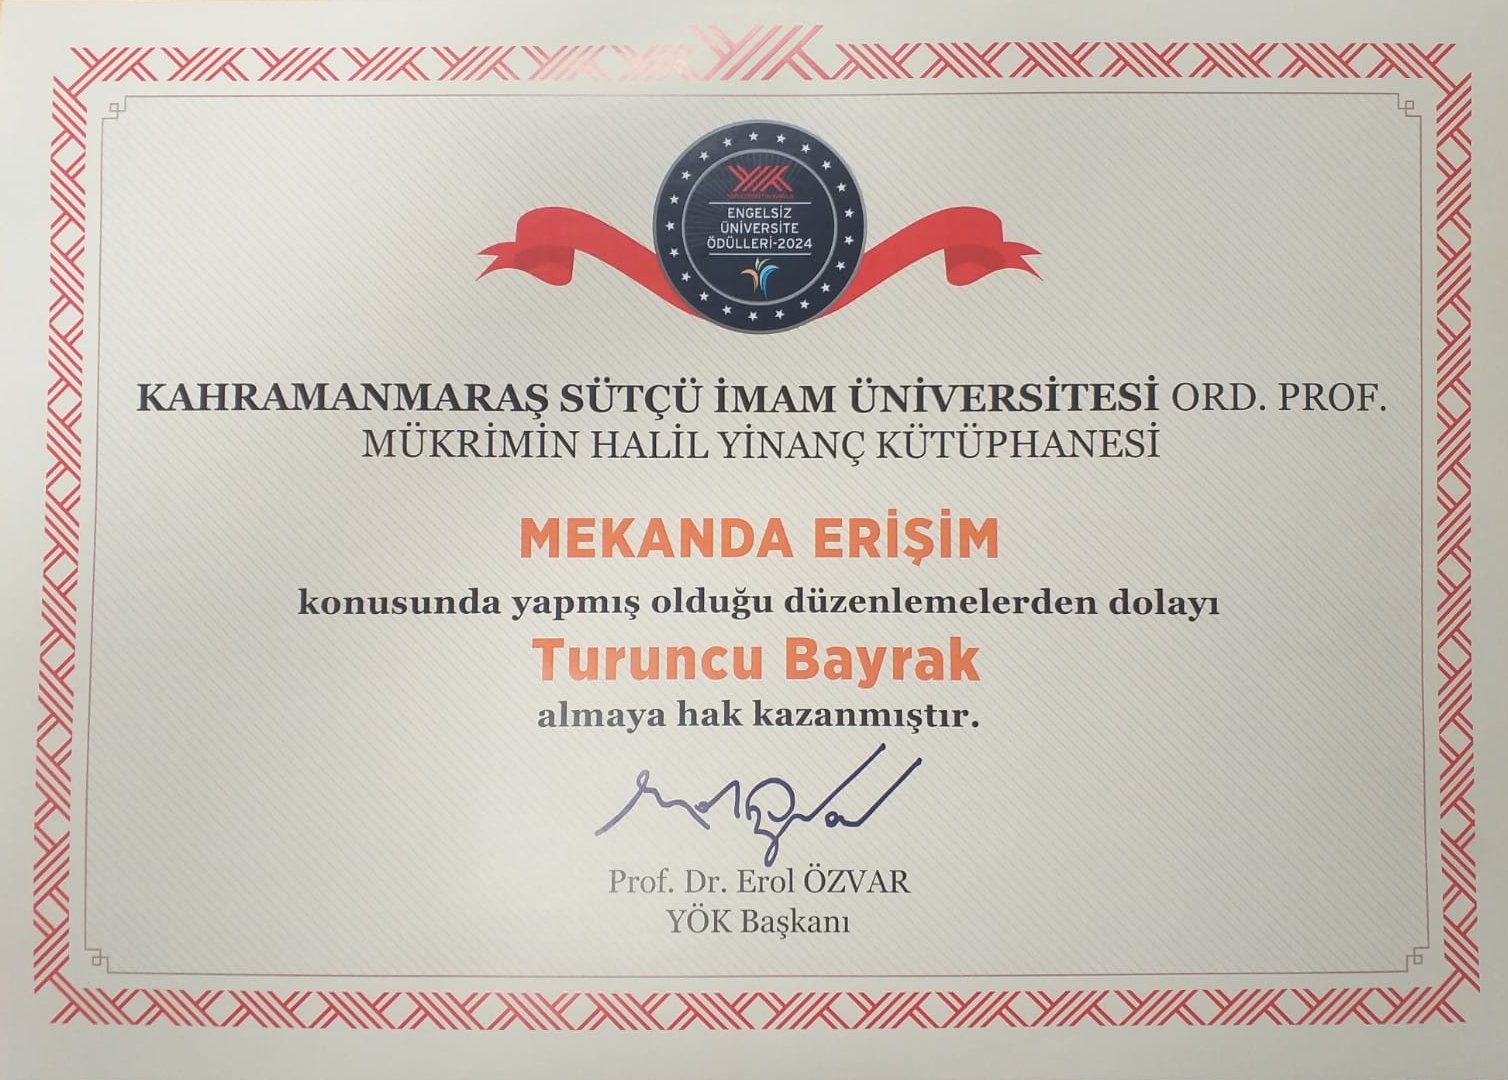 ENGELSİZ
ÜNİVERSİTE
ÖDÜLLERİ-2024
KAHRAMANMARAŞ SÜTÇÜ İMAM ÜNİVERSİTESİ ORD. PROF.
MÜKRİMİN HALİL YİNANÇ KÜTÜPHANESİ
MEKANDA ERİŞİM
konusunda yapmış olduğu düzenlemelerden dolayı
Turuncu Bayrak
almaya hak kazanmıştır.
Prof. Dr. Erol ÖZVAR
YÖK Başkanı